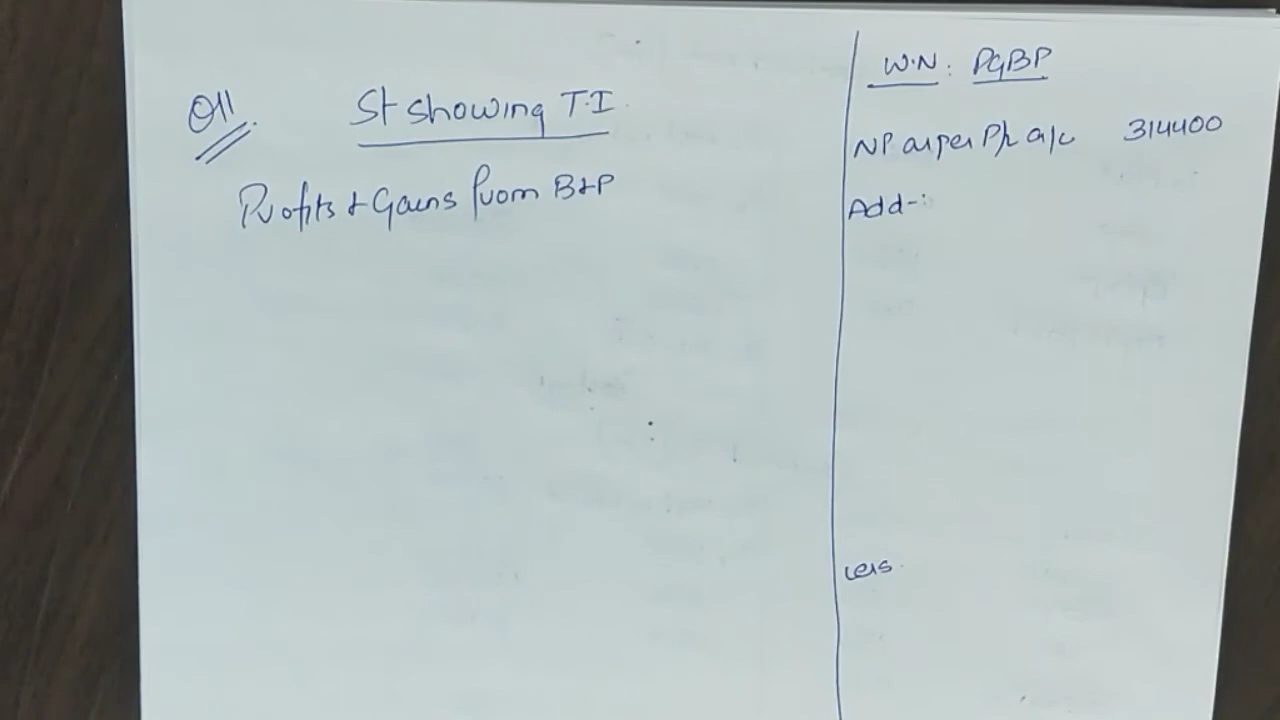 Q11.
St showing T.I
Profits & Gains from B&P
W.N: PGBP
NP as per P/L a/c 314400
Add-:
Less.